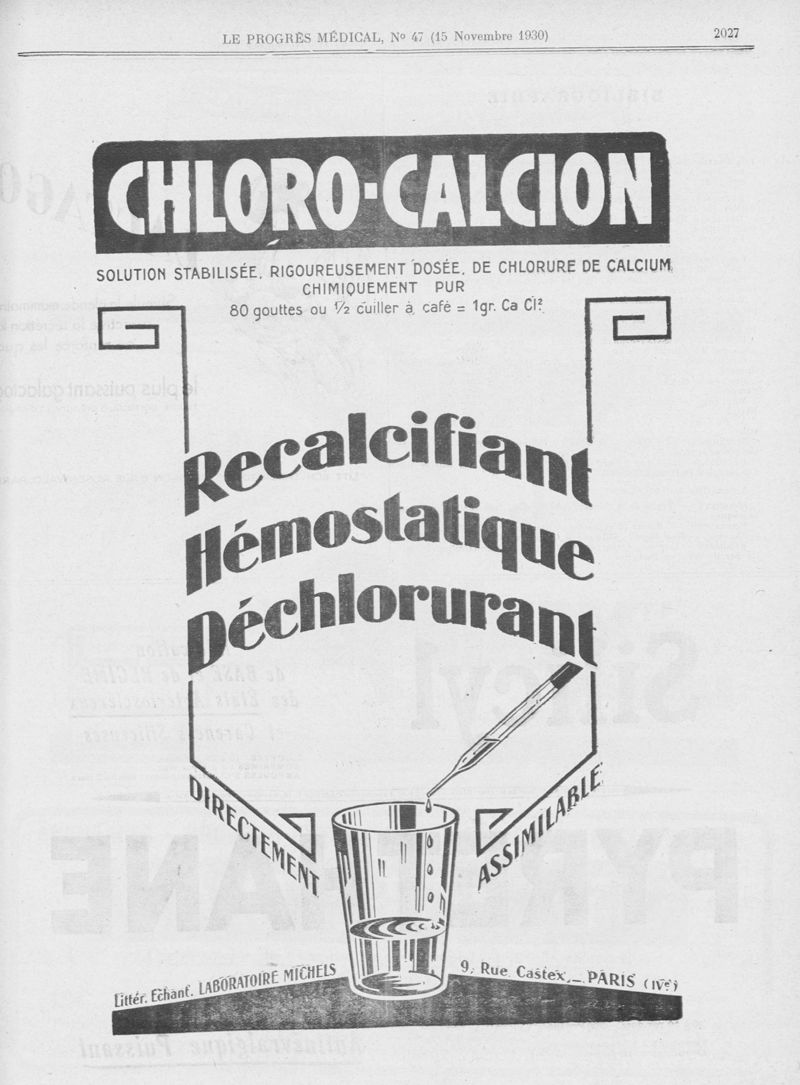 LE PROGRÈS MÉDICAL, No 47 (15 Novembre 1930)
2027
CHLORO-CALCION
SOLUTION STABILISÉE, RIGOUREUSEMENT DOSÉE, DE CHLORURE DE CALCIUM
CHIMIQUEMENT PUR
80 gouttes ou 1/2 cuiller à café = 1gr. Ca Cl²
Recalcifiant
Hémostatique
Déchlorurant
DIRECTEMENT
ASSIMILABLE
Littér. Echant. LABORATOIRE MICHELS
9, Rue Castex, _ PARIS (IVe)